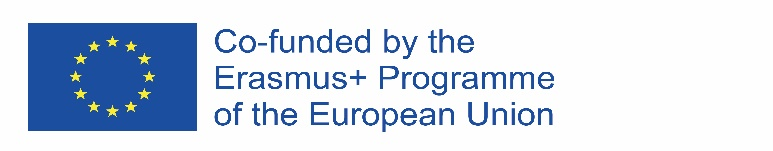 Co-funded by the
Erasmus+ Programme
of the European Union